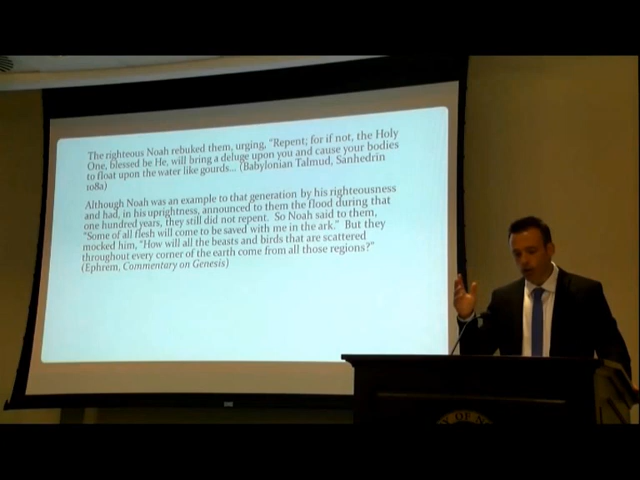 The righteous Noah rebuked them, urging, "Repent; for if not, the Holy
One, blessed be He, will bring a deluge upon you and cause your bodies
to float upon the water like gourds... (Babylonian Talmud, Sanhedrin
108a)
Although Noah was an example to that generation by his righteousness
and had, in his uprightness, announced to them the flood during that
one hundred years, they still did not repent. So Noah said to them,
"Some of all flesh will come to be saved with me in the ark." But they
mocked him, "How will all the beasts and birds that are scattered
throughout every corner of the earth come from all those regions?"
(Ephrem, Commentary on Genesis)
OF